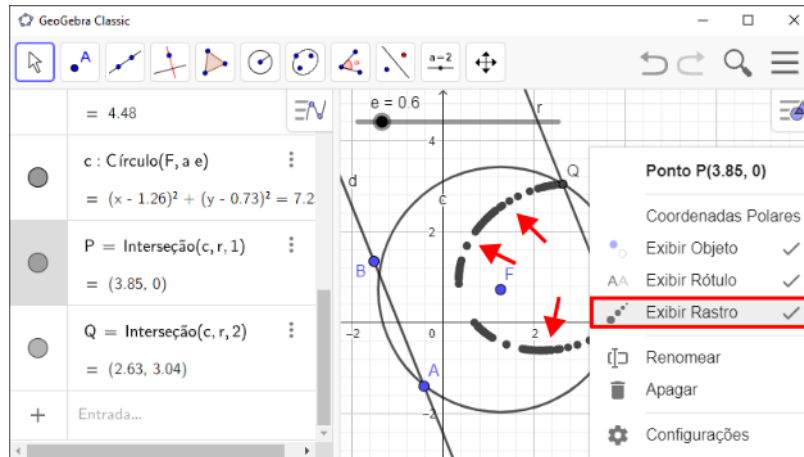 GeoGebra Classic
A
a=2
= 4.48
c : Círculo(F, a e)
= (x - 1.26)² + (y - 0.73)² = 7.2
P = Interseção(c, r, 1)
= (3.85, 0)
Q = Interseção(c, r, 2)
= (2.63, 3.04)
+ Entrada...
e = 0.6
r
4
d
Q
c
2
B
F
-2
0
2
A
-2
Ponto P(3.85, 0)
Coordenadas Polares
Exibir Objeto
AA Exibir Rótulo
Exibir Rastro
Renomear
Apagar
Configurações